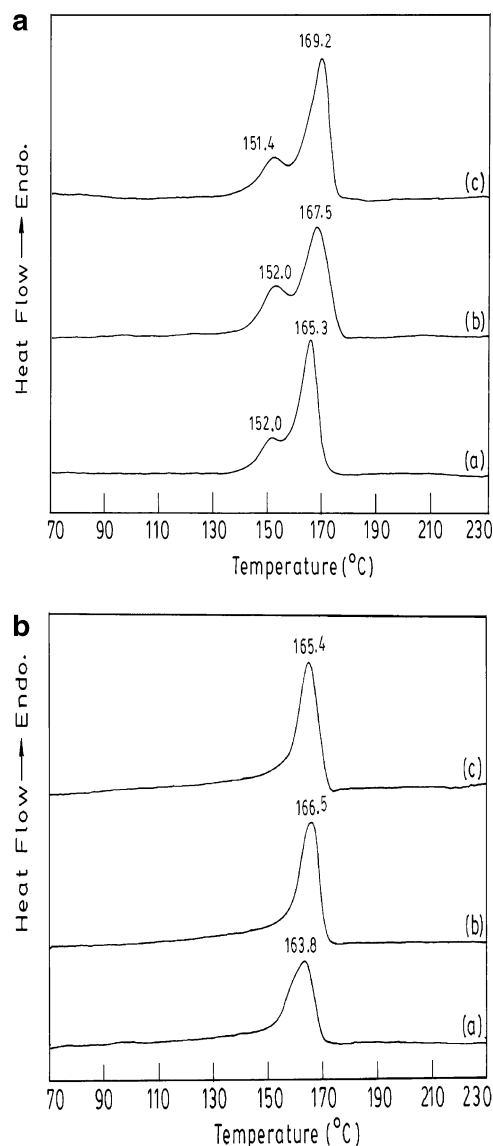 a
169.2
151.4
(c)
167.5
152.0
(b)
165.3
152.0
(a)
70 90 110 130 150 170 190 210 230
Temperature (°C)
Heat Flow → Endo.
b
165.4
(c)
166.5
(b)
163.8
(a)
70 90 110 130 150 170 190 210 230
Temperature (°C)
Heat Flow → Endo.